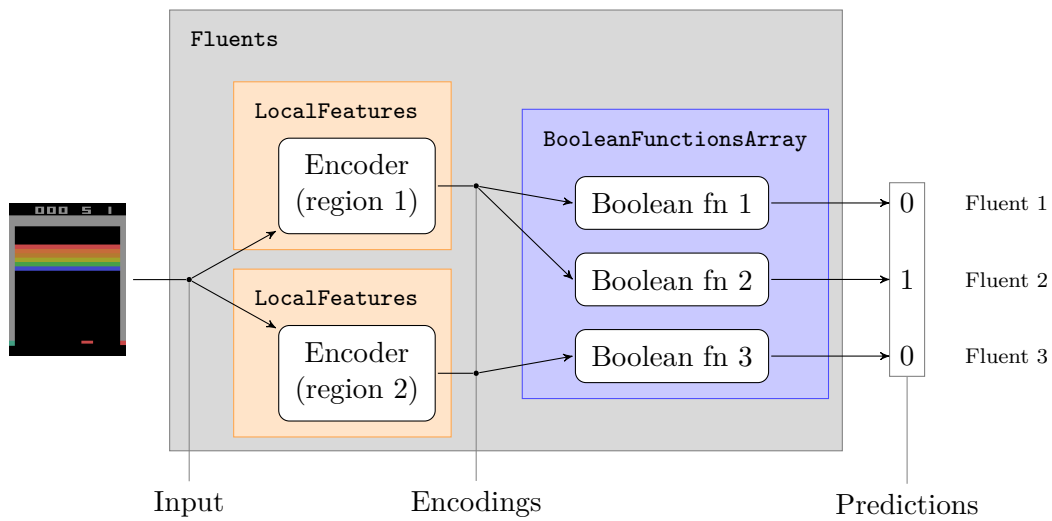 Fluents
LocalFeatures
Encoder
(region 1)
LocalFeatures
Encoder
(region 2)
BooleanFunctionsArray
Boolean fn 1
Boolean fn 2
Boolean fn 3
000 5 1
0
1
0
Fluent 1
Fluent 2
Fluent 3
Input
Encodings
Predictions